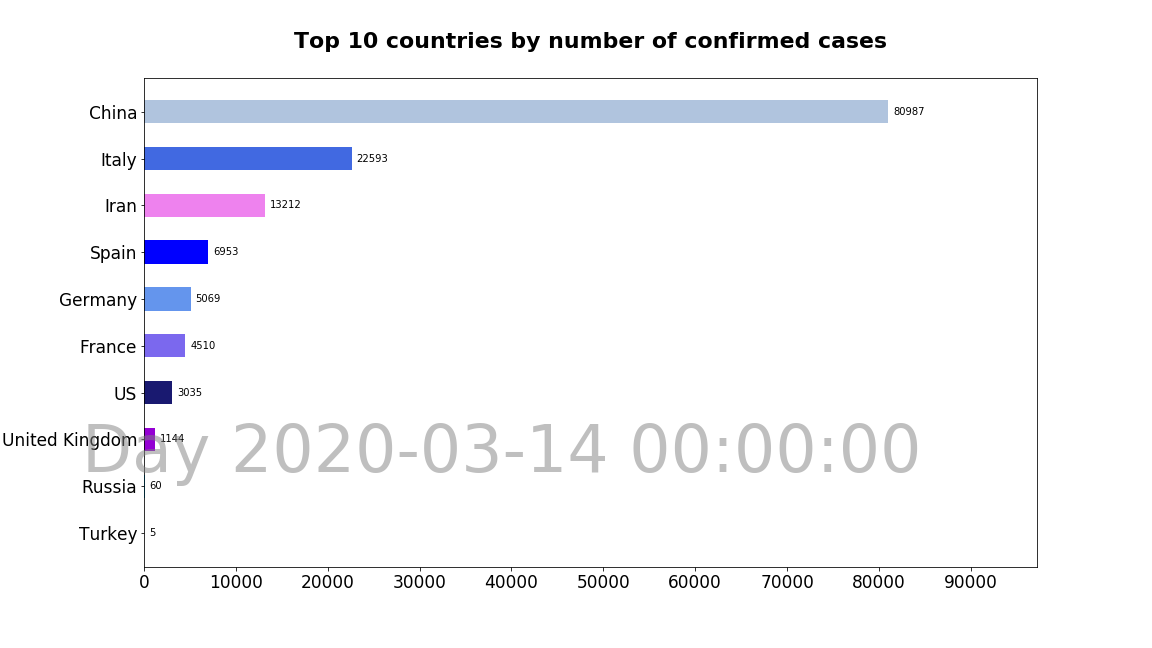 Top 10 countries by number of confirmed cases
China 80987
Italy 22593
Iran 13212
Spain 6953
Germany 5069
France 4510
US 3035
United Kingdom 1144
Day 2020-03-14 00:00:00
Russia 60
Turkey 5
0 10000 20000 30000 40000 50000 60000 70000 80000 90000